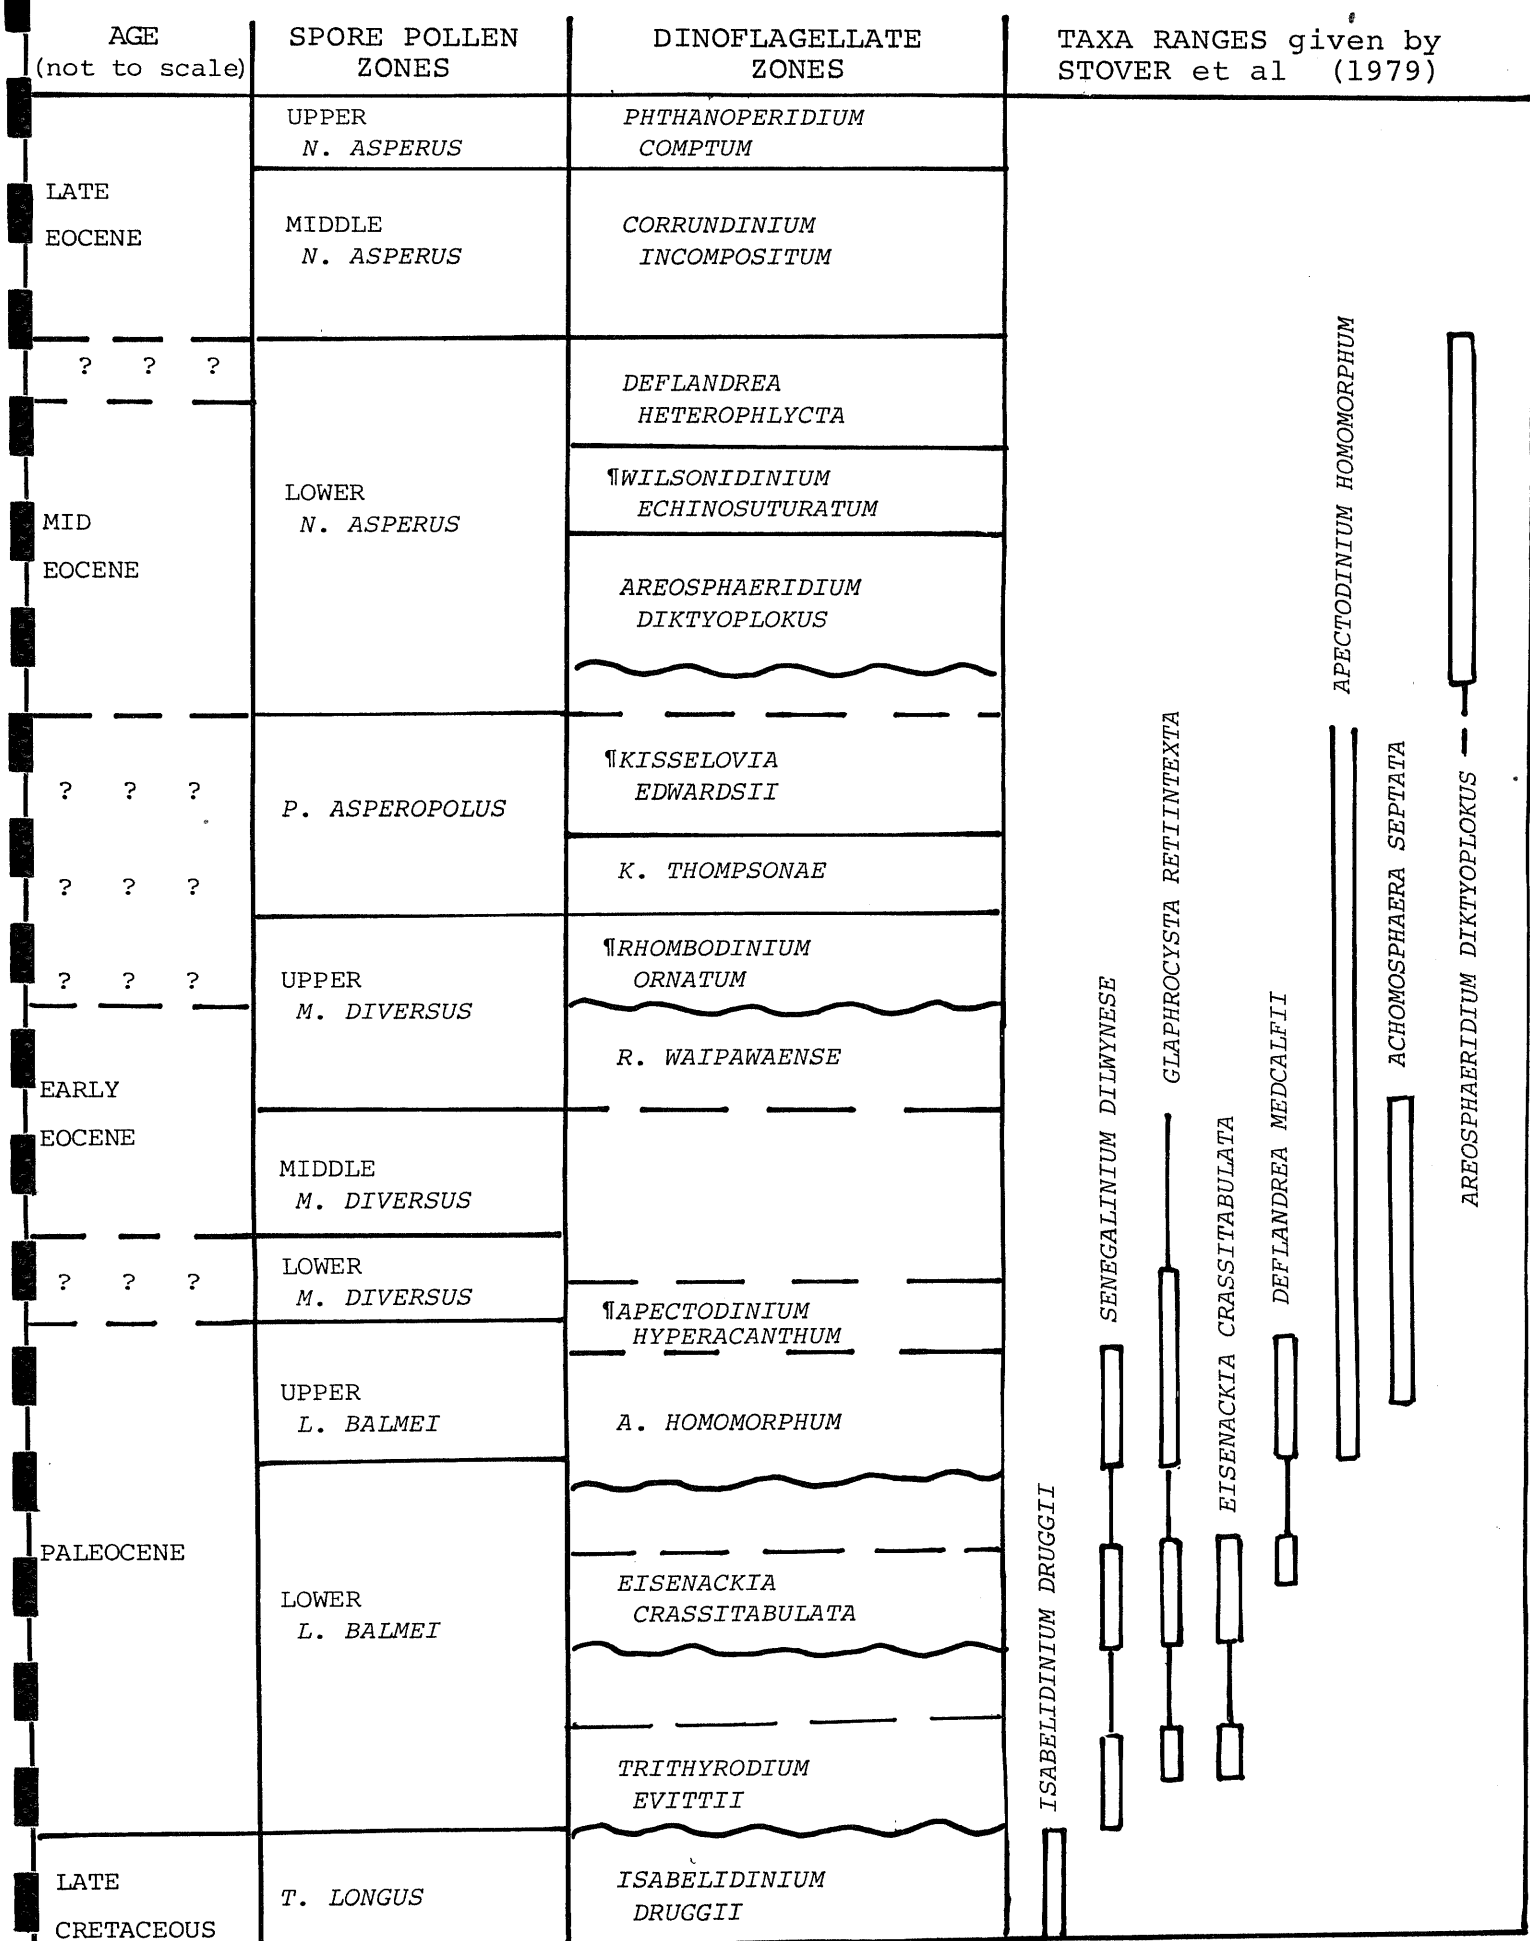 AGE
(not to scale)
SPORE POLLEN
ZONES
DINOFLAGELLATE
ZONES
TAXA RANGES given by
STOVER et al (1979)
LATE
EOCENE
? ? ?
MID
EOCENE
? ? ?
? ? ?
? ? ?
EARLY
EOCENE
? ? ?
PALEOCENE
LATE
CRETACEOUS
UPPER
N. ASPERUS
MIDDLE
N. ASPERUS
LOWER
N. ASPERUS
P. ASPEROPOLUS
UPPER
M. DIVERSUS
MIDDLE
M. DIVERSUS
LOWER
M. DIVERSUS
UPPER
L. BALMEI
LOWER
L. BALMEI
T. LONGUS
PHTHANOPERIDIUM
COMPTUM
CORRUNDINIUM
INCOMPOSITUM
DEFLANDREA
HETEROPHLYCTA
¶WILSONIDINIUM
ECHINOSUTURATUM
AREOSPHAERIDIUM
DIKTYOPLOKUS
¶KISSELOVIA
EDWARDSII
K. THOMPSONAE
¶RHOMBODINIUM
ORNATUM
R. WAIPAWAENSE
¶APECTODINIUM
HYPERACANTHUM
A. HOMOMORPHUM
EISENACKIA
CRASSITABULATA
TRITHYRODIUM
EVITTII
ISABELIDINIUM
DRUGGII
ISABELIDINIUM DRUGGII
SENEGALINIUM DILWYNESE
GLAPHROCYSTA RETIINTEXTA
EISENACKIA CRASSITABULATA
DEFLANDREA MEDCALFII
APECTODINIUM HOMOMORPHUM
ACHOMOSPHAERA SEPTATA
AREOSPHAERIDIUM DIKTYOPLOKUS